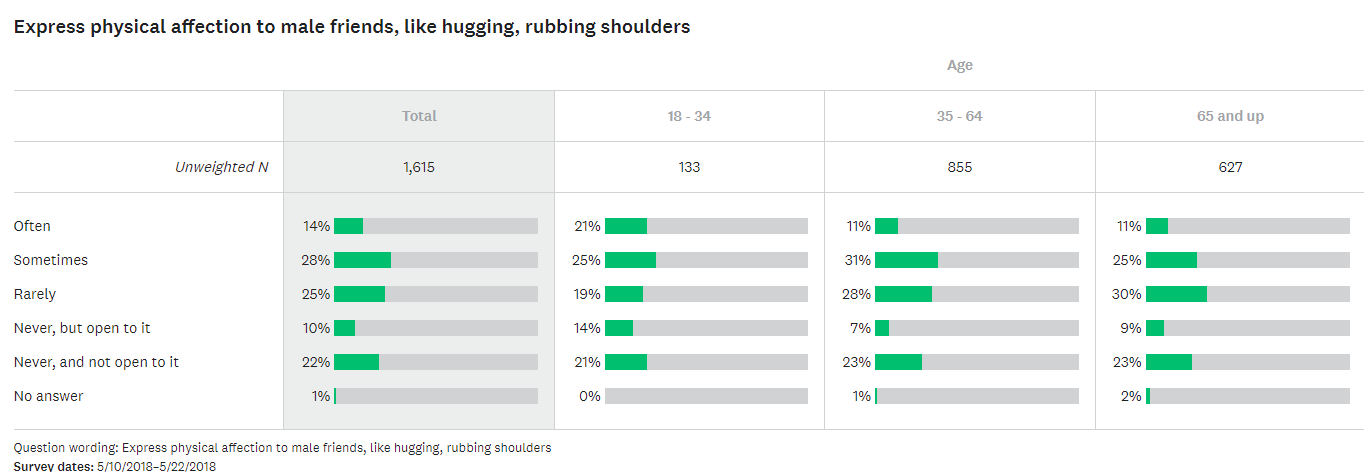 Express physical affection to male friends, like hugging, rubbing shoulders
Age
Total 18 - 34 35 - 64 65 and up
Unweighted N 1,615 133 855 627
Often 14% 21% 11% 11%
Sometimes 28% 25% 31% 25%
Rarely 25% 19% 28% 30%
Never, but open to it 10% 14% 7% 9%
Never, and not open to it 22% 21% 23% 23%
No answer 1% 0% 1% 2%
Question wording: Express physical affection to male friends, like hugging, rubbing shoulders
Survey dates: 5/10/2018–5/22/2018